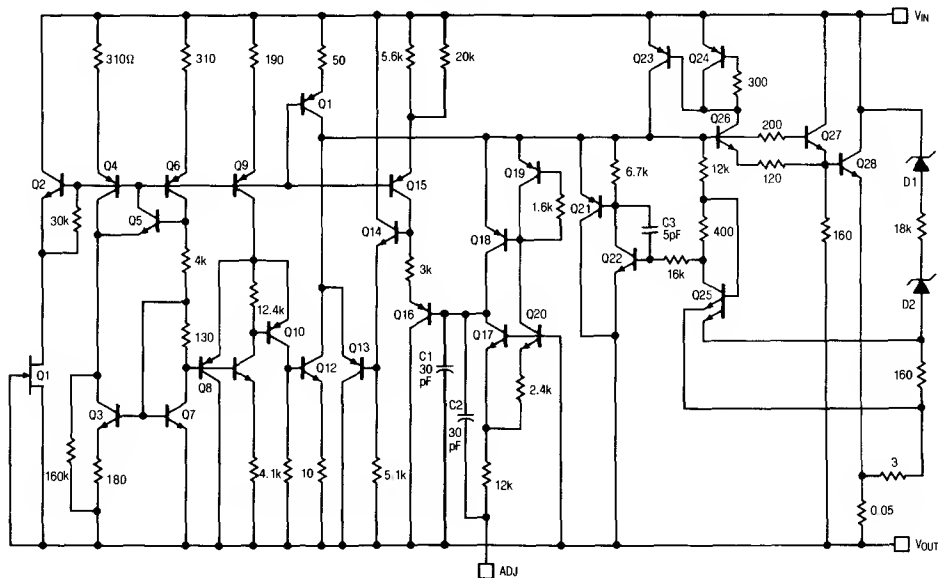 VIN
310Ω
310
190
50
5.6k
20k
Q23
Q24
300
Q1
Q26
200
Q27
Q2
Q4
Q6
Q9
Q15
Q19
6.7k
12k
120
Q28
D1
30k
Q5
Q14
1.6k
Q21
C3
5pF
400
160
18k
4k
3k
Q18
Q22
16k
12.4k
Q25
D2
130
Q10
Q16
Q17
Q20
Q1
Q8
Q12
Q13
C1
30
pF
2.4k
160
Q3
Q7
C2
30
pF
160k
180
4.1k
10
5.1k
12k
3
0.05
VOUT
ADJ